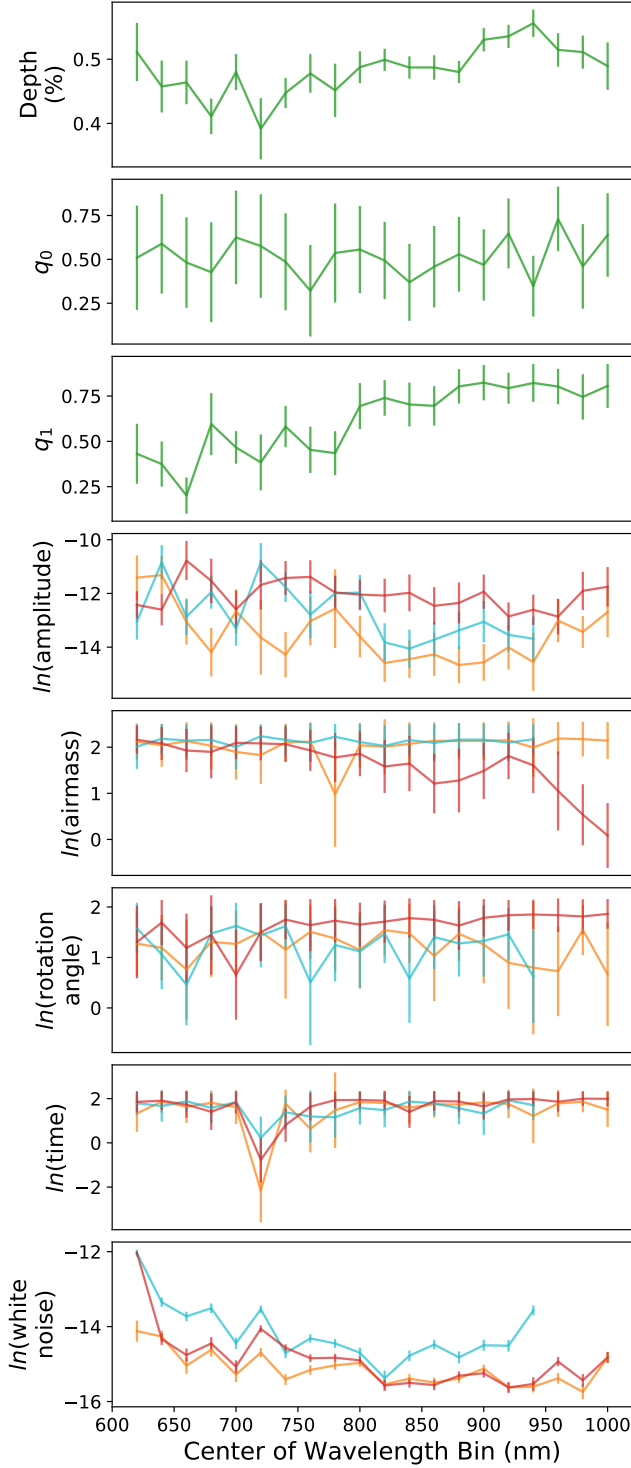 Depth
(%)
0.5
0.4
q0
0.75
0.50
0.25
q1
0.75
0.50
0.25
ln(amplitude)
−10
−12
−14
ln(airmass)
2
1
0
ln(rotation
angle)
2
1
0
ln(time)
2
0
−2
ln(white
noise)
−12
−14
−16
600 650 700 750 800 850 900 950 1000
Center of Wavelength Bin (nm)